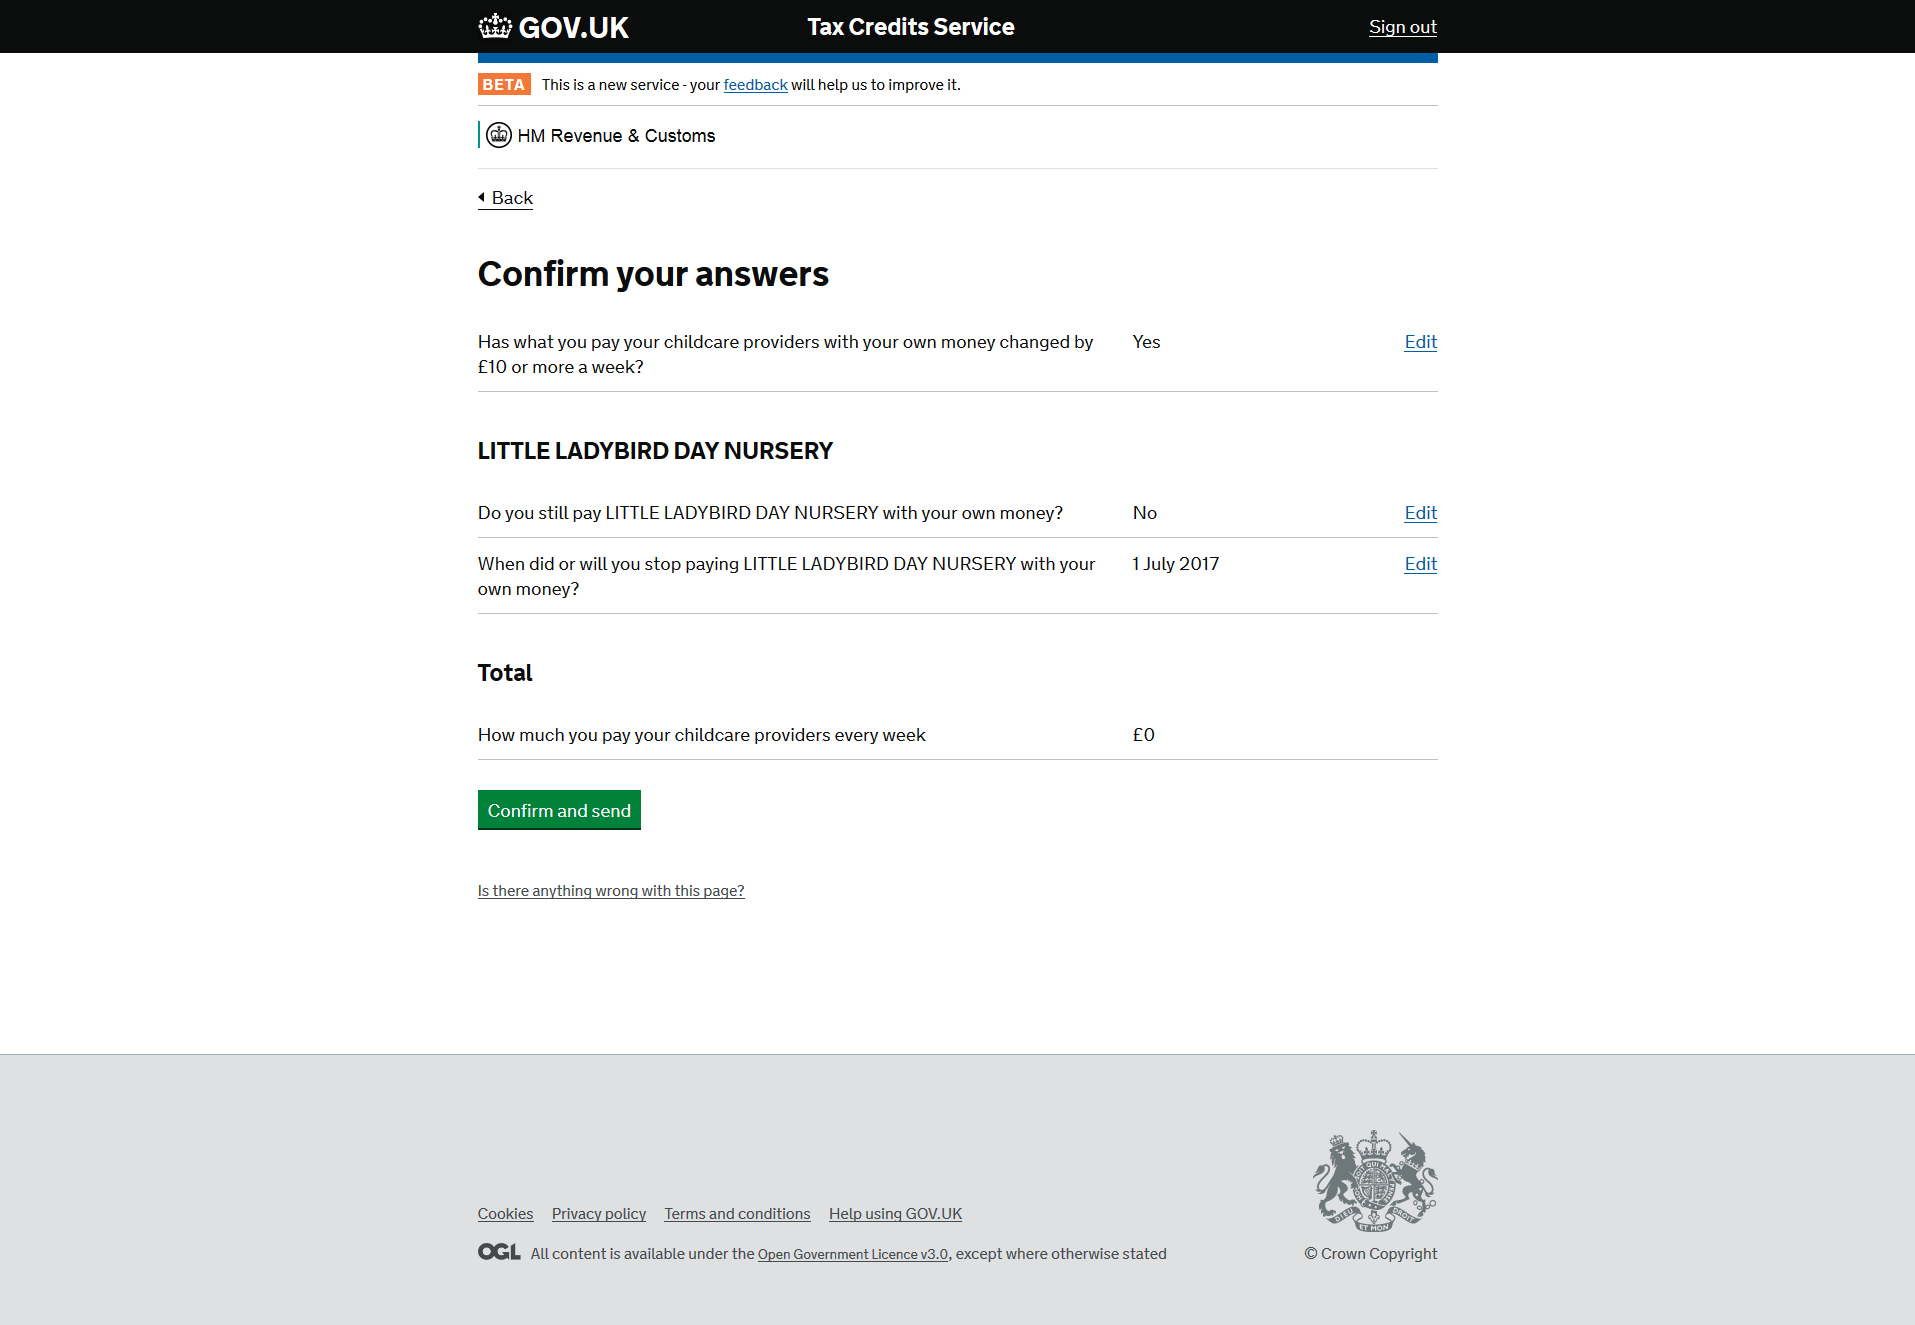 GOV.UK
Tax Credits Service
Sign out
BETA This is a new service - your feedback will help us to improve it.
HM Revenue & Customs
Back
Confirm your answers
Has what you pay your childcare providers with your own money changed by
£10 or more a week?
Yes
Edit
LITTLE LADYBIRD DAY NURSERY
Do you still pay LITTLE LADYBIRD DAY NURSERY with your own money?
No
Edit
When did or will you stop paying LITTLE LADYBIRD DAY NURSERY with your
own money?
1 July 2017
Edit
Total
How much you pay your childcare providers every week
£0
Confirm and send
Is there anything wrong with this page?
Cookies Privacy policy Terms and conditions Help using GOV.UK
OGL All content is available under the Open Government Licence v3.0, except where otherwise stated
DIEU ET MON DROIT
© Crown Copyright